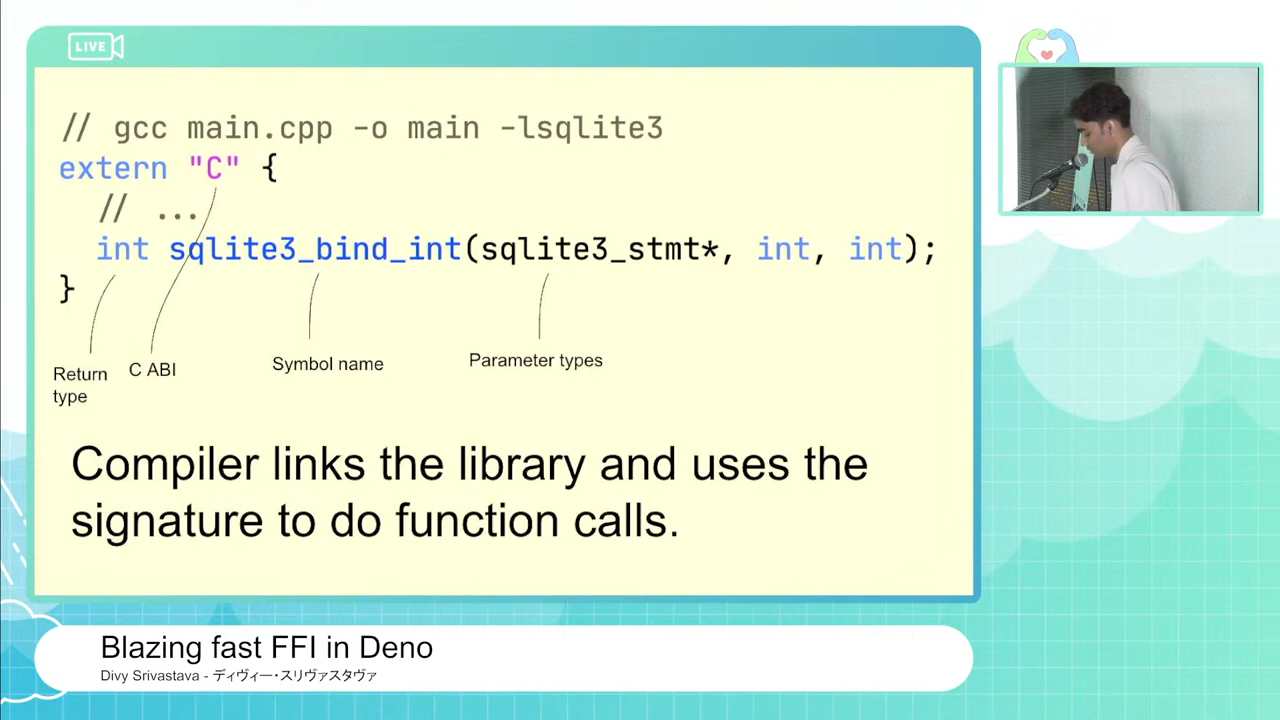 LIVE
// gcc main.cpp -o main -lsqlite3
extern "C" {
// ...
int sqlite3_bind_int(sqlite3_stmt*, int, int);
}
Return
type
C ABI
Symbol name
Parameter types
Compiler links the library and uses the
signature to do function calls.
Blazing fast FFI in Deno
Divy Srivastava - ディヴィー・スリヴァスタヴァ